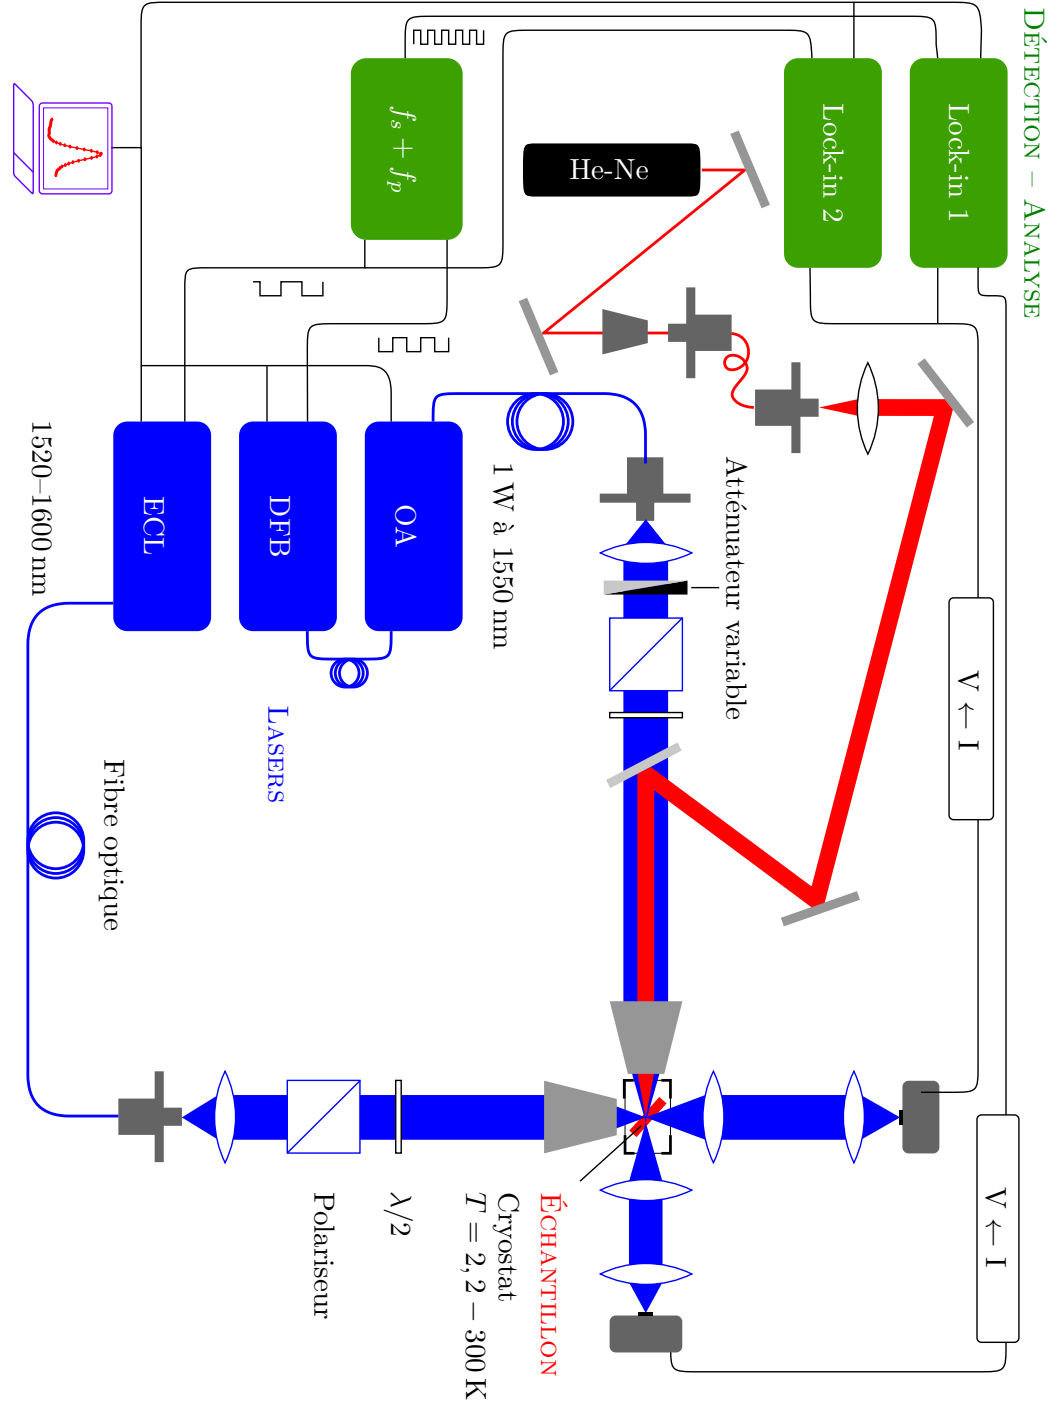 DÉTECTION – ANALYSE
Lock-in 1
Lock-in 2
f_s + f_p
He-Ne
V ← I
V ← I
Atténuateur variable
1 W à 1550 nm
OA
DFB
ECL
1520–1600 nm
LASERS
Fibre optique
ÉCHANTILLON
Cryostat
T = 2, 2 – 300 K
λ/2
Polariseur